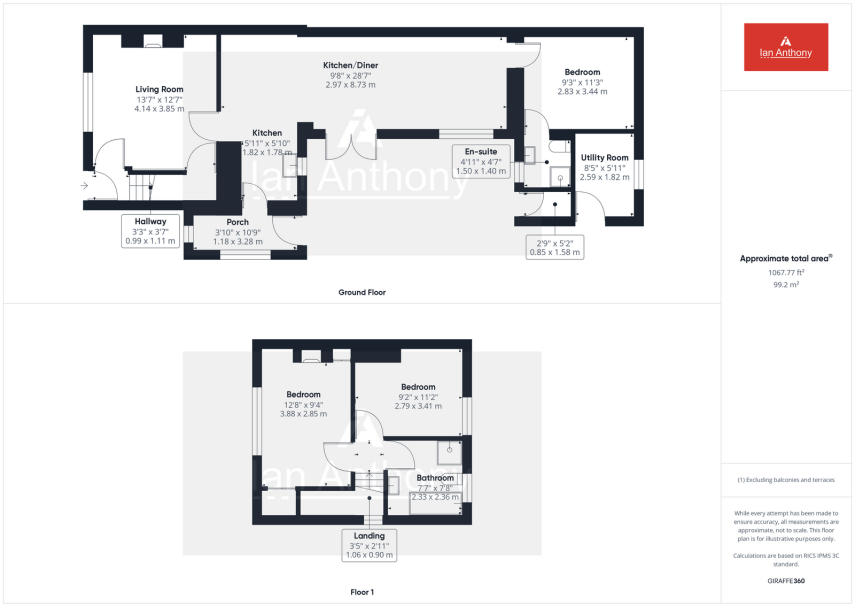 Living Room
13'7" x 12'7"
4.14 x 3.85 m
Kitchen/Diner
9'8" x 28'7"
2.97 x 8.73 m
Bedroom
9'3" x 11'3"
2.83 x 3.44 m
Kitchen
5'11" x 5'10"
1.82 x 1.78 m
En-suite
4'11" x 4'7"
1.50 x 1.40 m
Utility Room
8'5" x 5'11"
2.59 x 1.82 m
Hallway
3'3" x 3'7"
0.99 x 1.11 m
Porch
3'10" x 10'9"
1.18 x 3.28 m
2'9" x 5'2"
0.85 x 1.58 m
Ian Anthony
Ground Floor
Bedroom
12'8" x 9'4"
3.88 x 2.85 m
Bedroom
9'2" x 11'2"
2.79 x 3.41 m
Bathroom
7'7" x 7'8"
2.33 x 2.36 m
Landing
3'5" x 2'11"
1.06 x 0.90 m
Ian Anthony
Floor 1
Ian Anthony
Approximate total area⁽¹⁾
1067.77 ft²
99.2 m²
(1) Excluding balconies and terraces
While every attempt has been made to
ensure accuracy, all measurements are
approximate, not to scale. This floor
plan is for illustrative purposes only.
Calculations are based on RICS IPMS 3C
standard.
GIRAFFE360